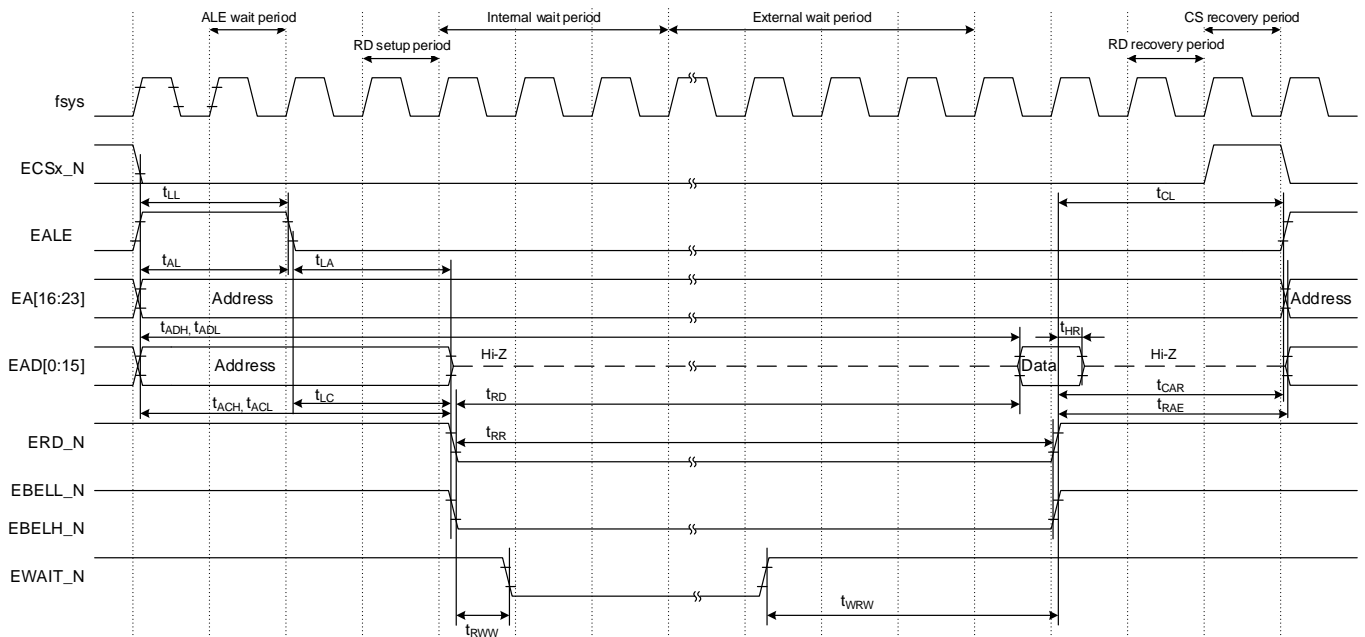 ALE wait period
Internal wait period
External wait period
CS recovery period
RD setup period
RD recovery period
fsys
ECSx_N
tLL
tCL
EALE
tAL
tLA
EA[16:23]
Address
Address
tADH, tADL
tHR
EAD[0:15]
Address
Hi-Z
Data
Hi-Z
tLC
tRD
tCAR
tACH, tACL
tRAE
ERD_N
tRR
EBELL_N
EBELH_N
EWAIT_N
tRWW
tWRW